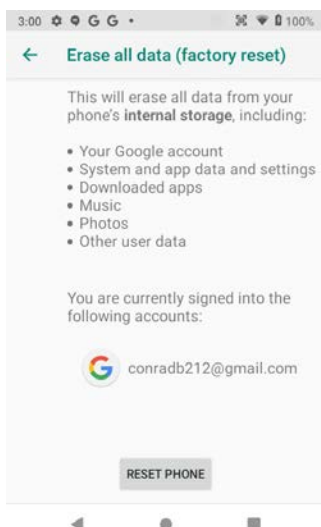 3:00 G G • 100%
Erase all data (factory reset)
This will erase all data from your
phone's internal storage, including:
• Your Google account
• System and app data and settings
• Downloaded apps
• Music
• Photos
• Other user data
You are currently signed into the
following accounts:
G conradb212@gmail.com
RESET PHONE